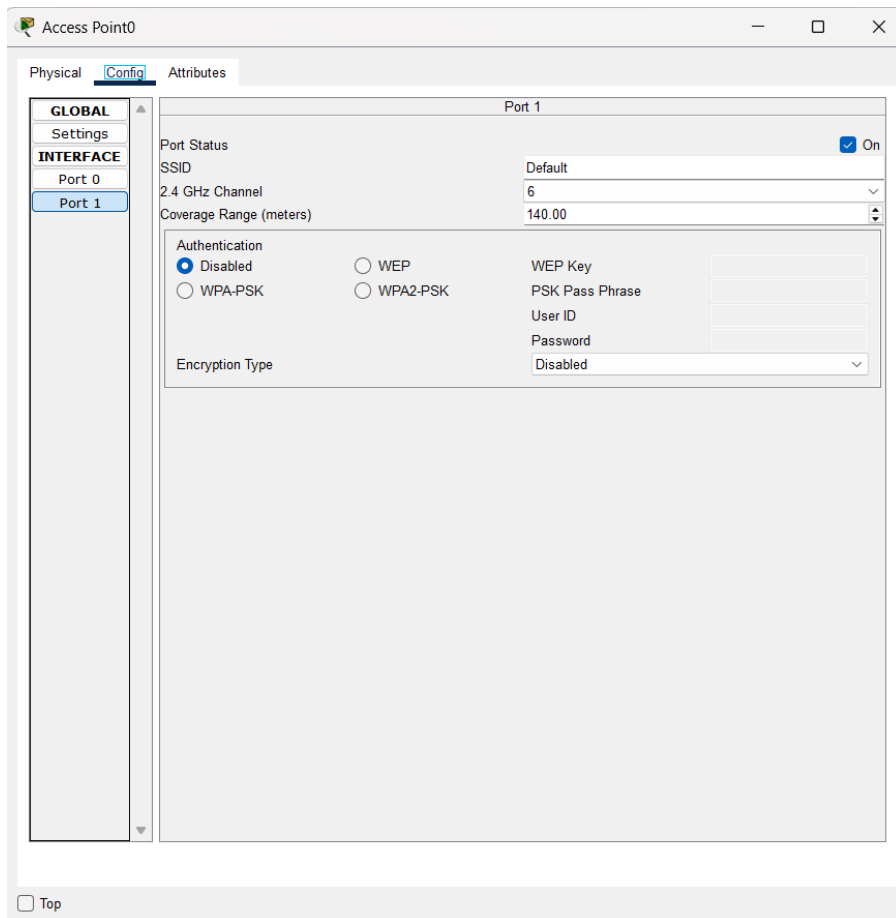 Access Point0
Physical Config Attributes
GLOBAL
Settings
INTERFACE
Port 0
Port 1
Port 1
Port Status On
SSID Default
2.4 GHz Channel 6
Coverage Range (meters) 140.00
Authentication
Disabled WEP WEP Key
WPA-PSK WPA2-PSK PSK Pass Phrase
User ID
Password
Encryption Type Disabled
Top